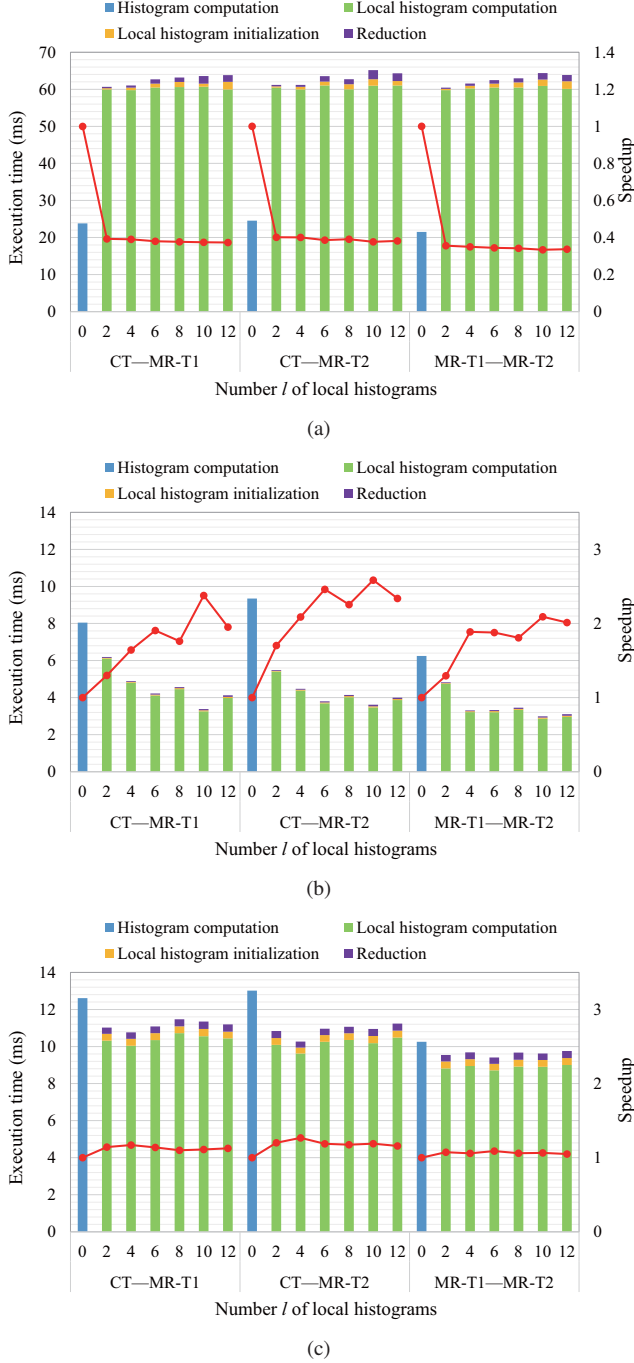 Histogram computation Local histogram computation
Local histogram initialization Reduction
70 1.4
60 1.2
50 1
40 0.8
30 0.6
20 0.4
10 0.2
0 0
Execution time (ms)
Speedup
0 2 4 6 8 10 12 0 2 4 6 8 10 12 0 2 4 6 8 10 12
CT—MR-T1 CT—MR-T2 MR-T1—MR-T2
Number l of local histograms
(a)
Histogram computation Local histogram computation
Local histogram initialization Reduction
14
12 3
10
8 2
6
4 1
2
0 0
Execution time (ms)
Speedup
0 2 4 6 8 10 12 0 2 4 6 8 10 12 0 2 4 6 8 10 12
CT—MR-T1 CT—MR-T2 MR-T1—MR-T2
Number l of local histograms
(b)
Histogram computation Local histogram computation
Local histogram initialization Reduction
14
12 3
10
8 2
6
4 1
2
0 0
Execution time (ms)
Speedup
0 2 4 6 8 10 12 0 2 4 6 8 10 12 0 2 4 6 8 10 12
CT—MR-T1 CT—MR-T2 MR-T1—MR-T2
Number l of local histograms
(c)